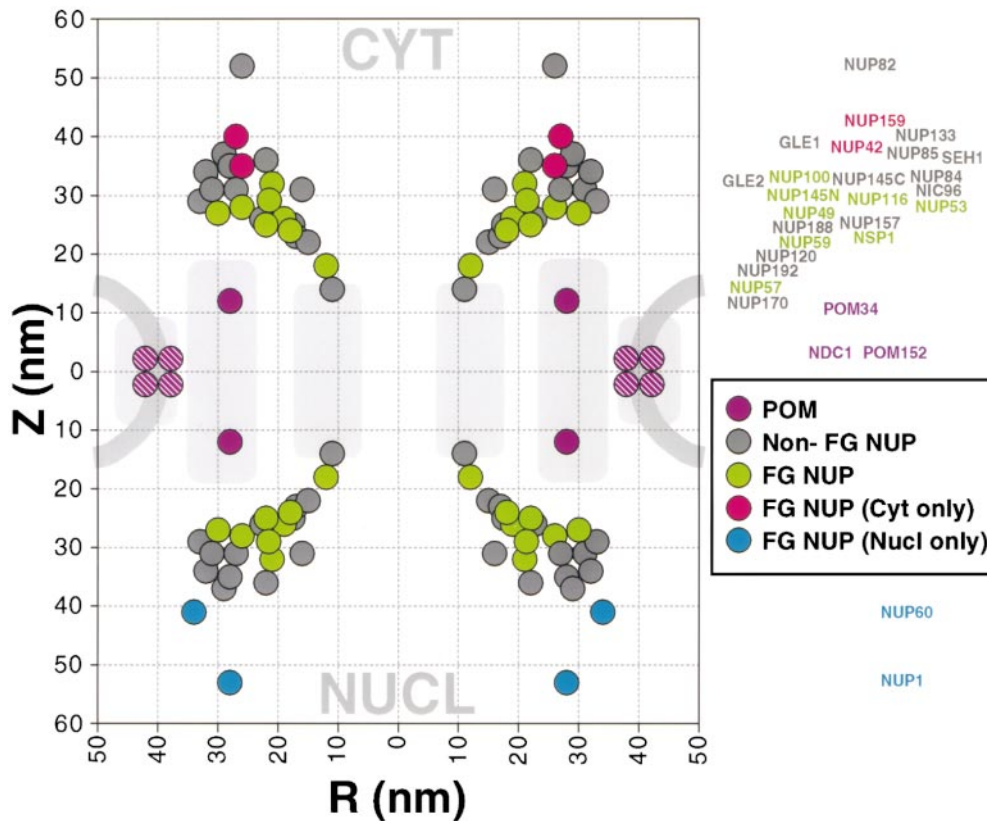 60
50
40
30
20
10
0
10
20
30
40
50
60
Z (nm)
CYT
NUCL
50 40 30 20 10 0 10 20 30 40 50
R (nm)
NUP82
NUP159
GLE1 NUP42 NUP133
NUP85 SEH1
GLE2 NUP100 NUP145C NUP84
NUP145N NUP116 NIC96
NUP49 NUP53
NUP188 NUP157
NUP59 NSP1
NUP120
NUP192
NUP57
NUP170 POM34
NDC1 POM152
POM
Non- FG NUP
FG NUP
FG NUP (Cyt only)
FG NUP (Nucl only)
NUP60
NUP1